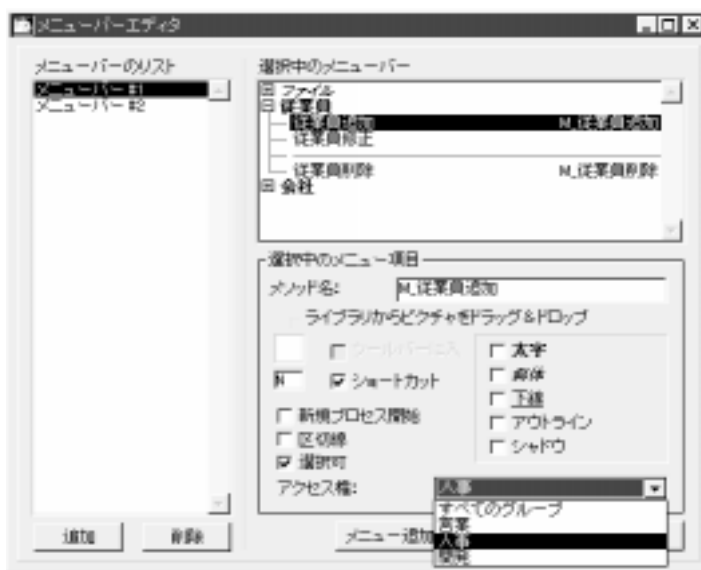 メニューバーエディタ
メニューバーのリスト
メニューバー #1
メニューバー #2
追加
削除
選択中のメニューバー
ファイル
従業員
従業員追加 M_従業員追加
従業員修正
従業員削除 M_従業員削除
会社
選択中のメニュー項目
メソッド名: M_従業員追加
ライブラリからピクチャをドラッグ&ドロップ
ツールバーに入
N ショートカット
新規プロセス開始
区切線
選択可
太字
斜体
下線
アウトライン
シャドウ
アクセス権: 人事
すべてのグループ
営業
人事
開発
メニュー追加